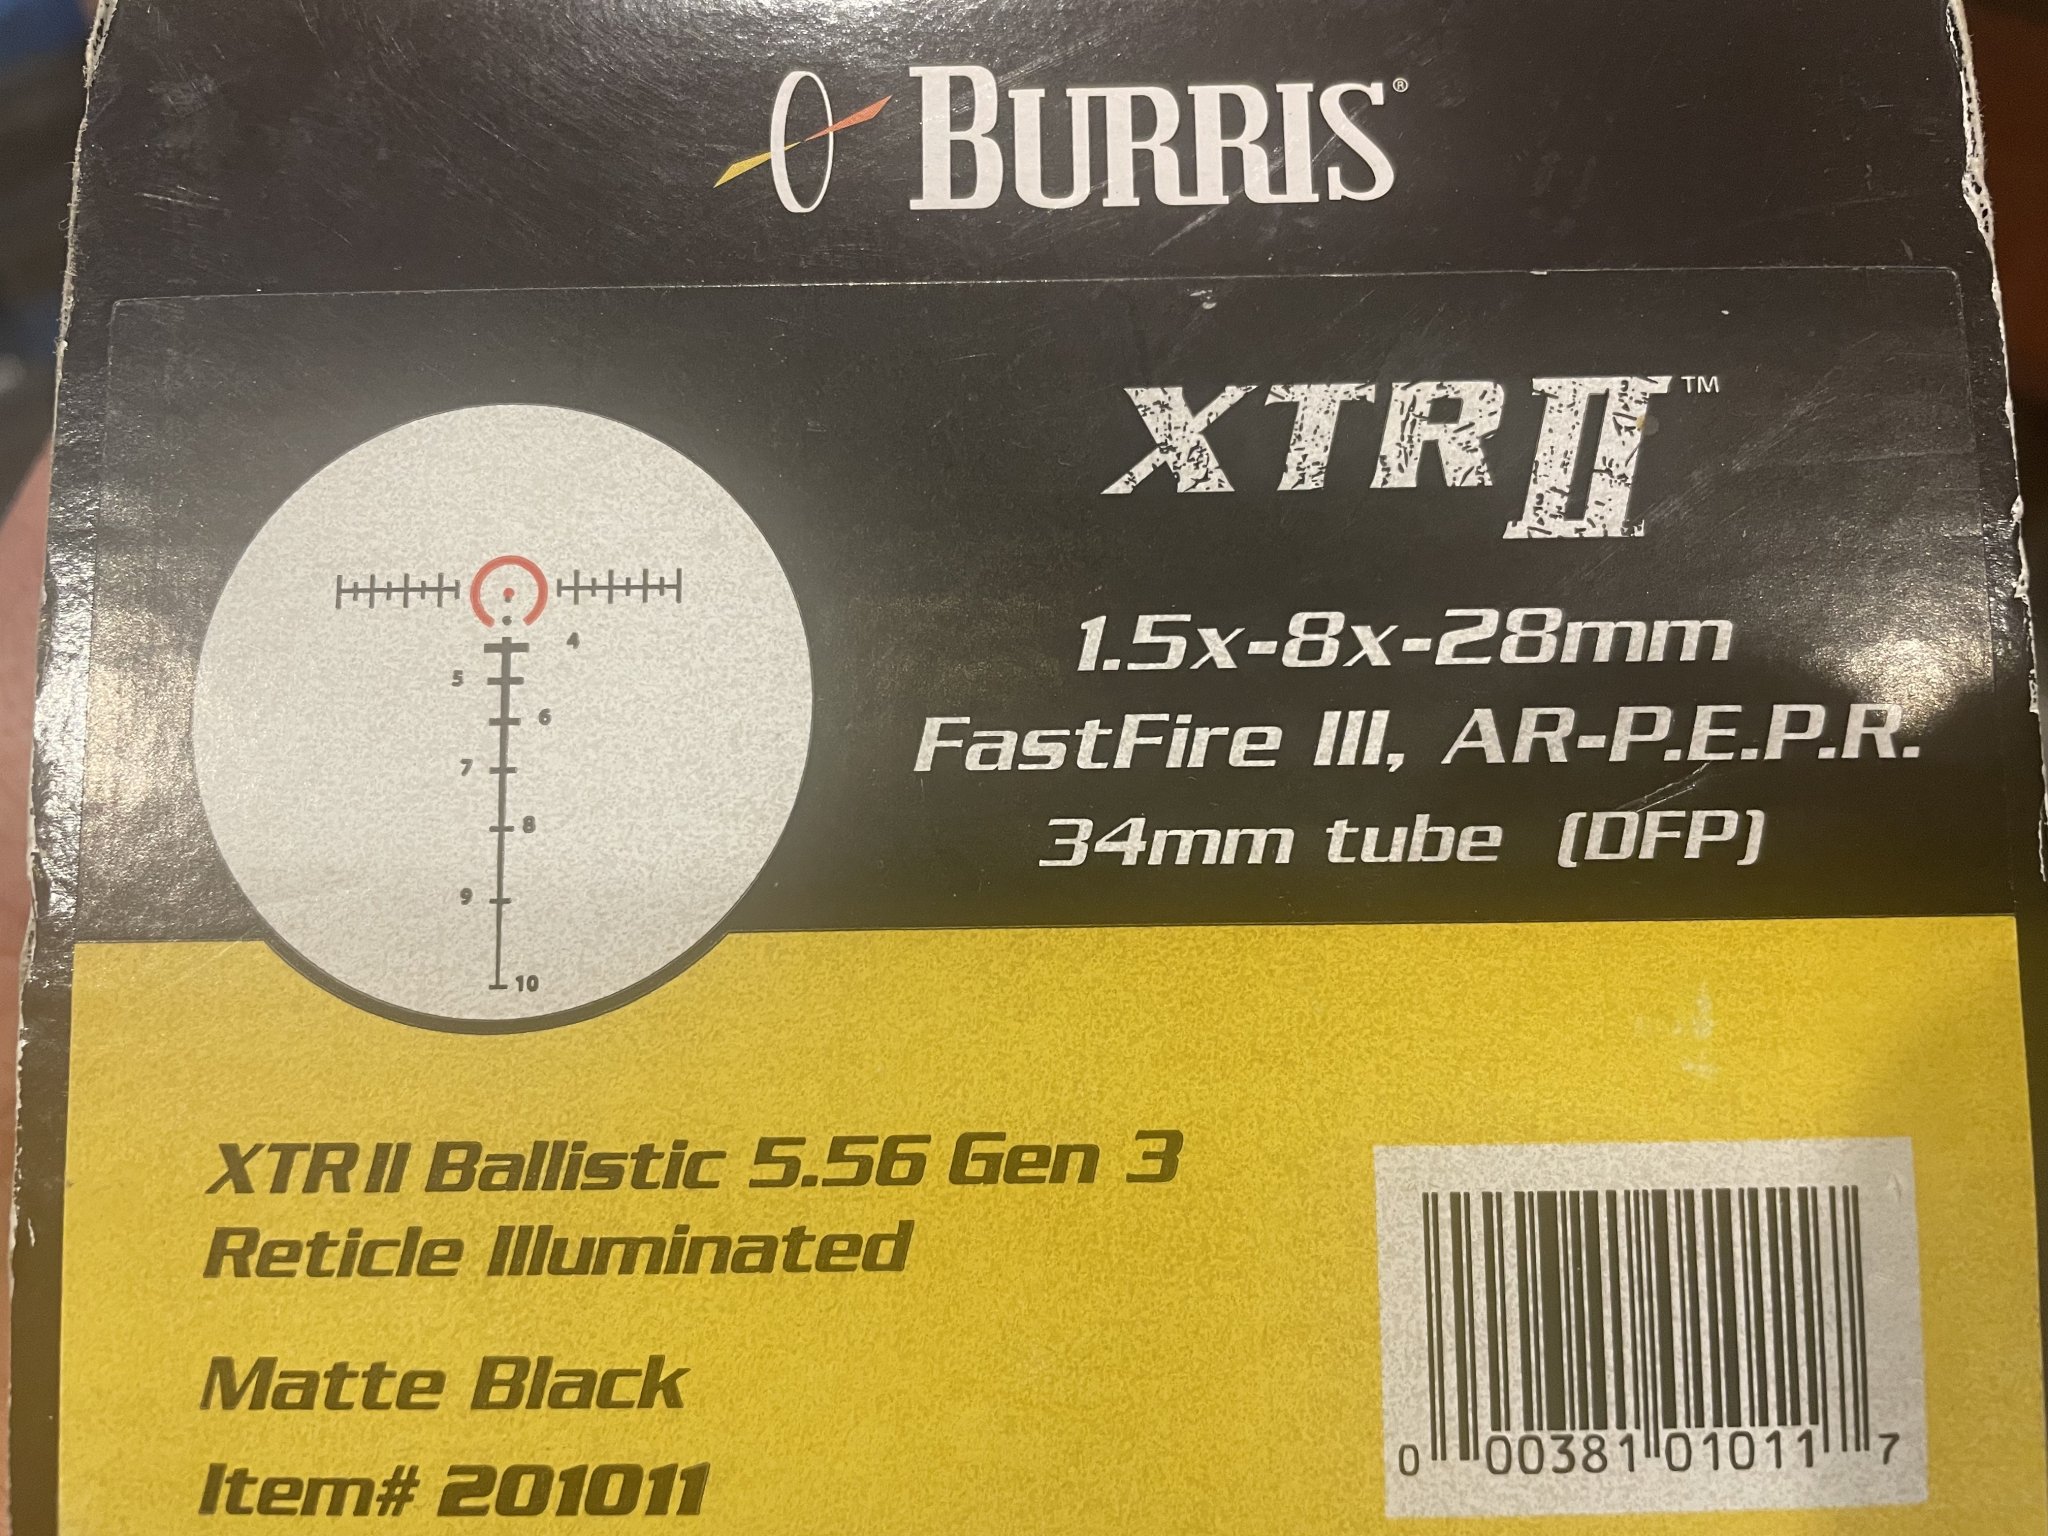 BURRIS®
XTR II™
1.5x-8x-28mm
FastFire III, AR-P.E.P.R.
34mm tube (DFP)
4
5
6
7
8
9
10
XTR II Ballistic 5.56 Gen 3
Reticle Illuminated
Matte Black
Item# 201011
0 00381 01011 7